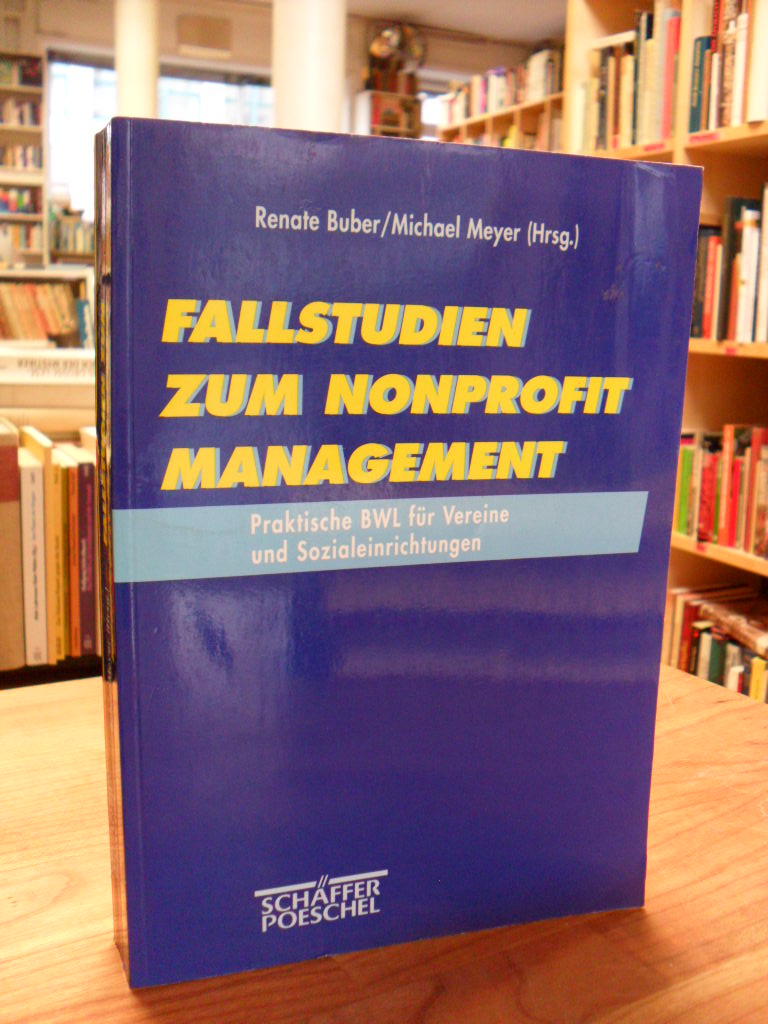 Renate Buber/Michael Meyer (Hrsg.)
FALLSTUDIEN
ZUM NONPROFIT
MANAGEMENT
Praktische BWL für Vereine
und Sozialeinrichtungen
SCHÄFFER
POESCHEL